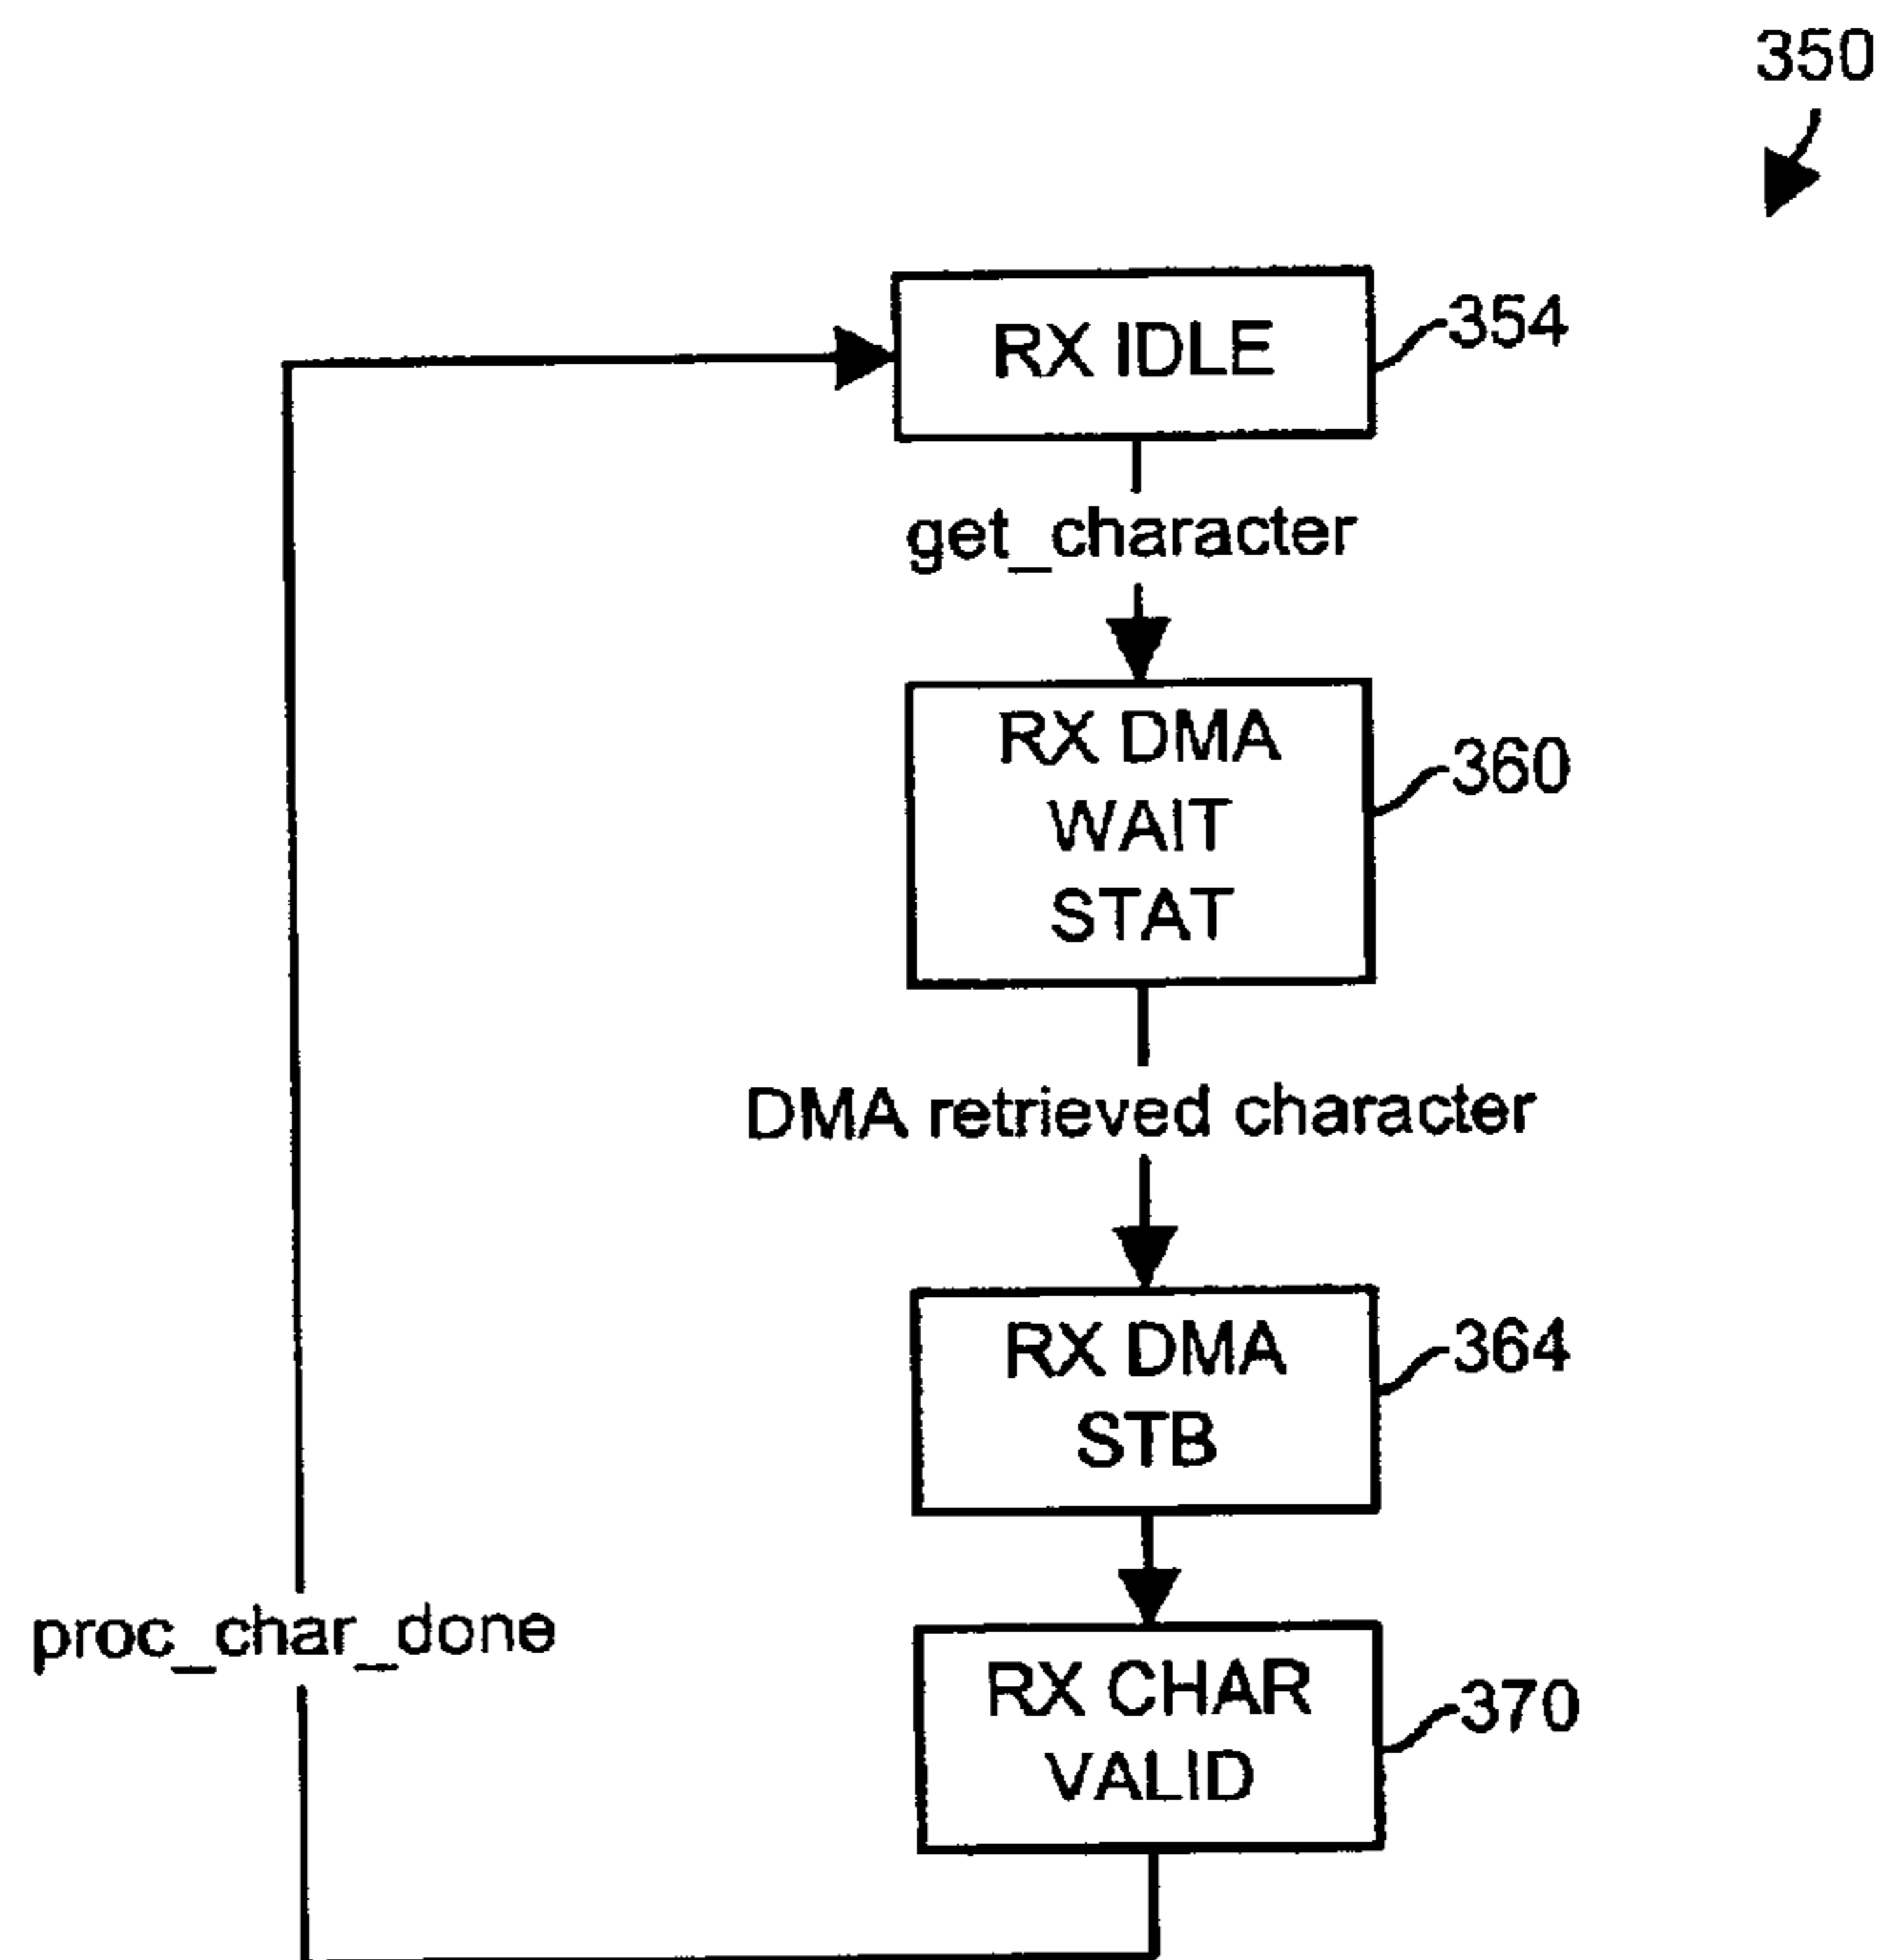 350
RX IDLE
354
get_character
RX DMA
WAIT
STAT
360
DMA retrieved character
RX DMA
STB
364
proc_char_done
RX CHAR
VALID
370